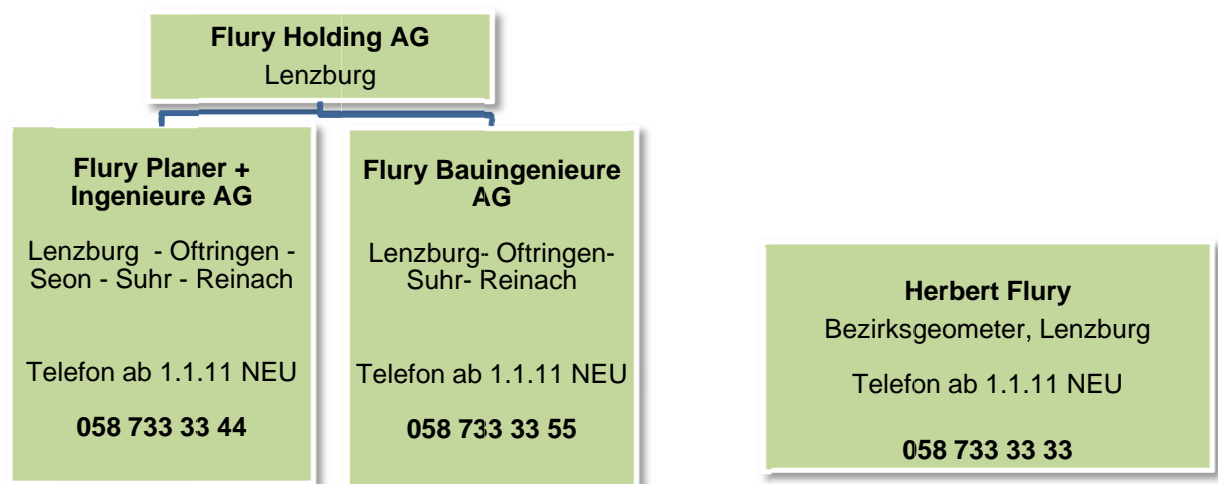 Flury Holding AG
Lenzburg
Flury Planer +
Ingenieure AG
Lenzburg - Oftringen -
Seon - Suhr - Reinach
Telefon ab 1.1.11 NEU
058 733 33 44
Flury Bauingenieure
AG
Lenzburg- Oftringen-
Suhr- Reinach
Telefon ab 1.1.11 NEU
058 733 33 55
Herbert Flury
Bezirksgeometer, Lenzburg
Telefon ab 1.1.11 NEU
058 733 33 33